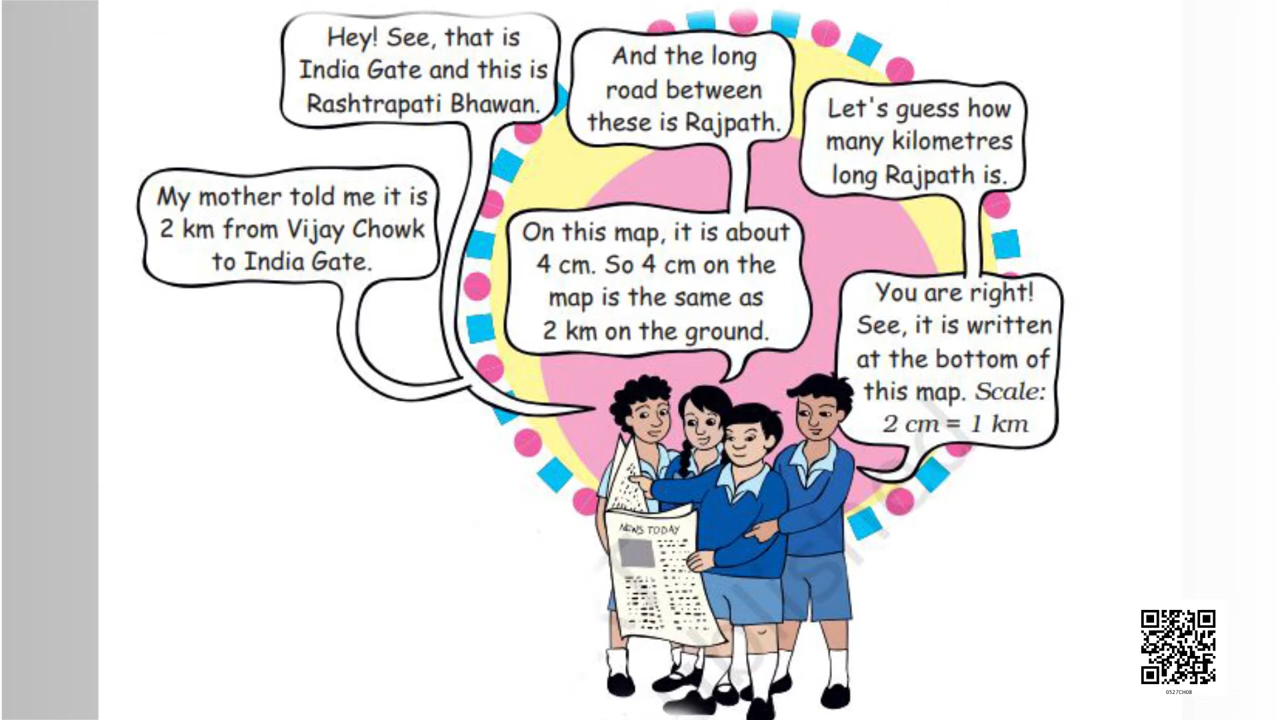 Hey! See, that is
India Gate and this is
Rashtrapati Bhawan.
And the long
road between
these is Rajpath.
Let's guess how
many kilometres
long Rajpath is.
My mother told me it is
2 km from Vijay Chowk
to India Gate.
On this map, it is about
4 cm. So 4 cm on the
map is the same as
2 km on the ground.
You are right!
See, it is written
at the bottom of
this map. Scale:
2 cm = 1 km
NEWS TODAY
0527CH08